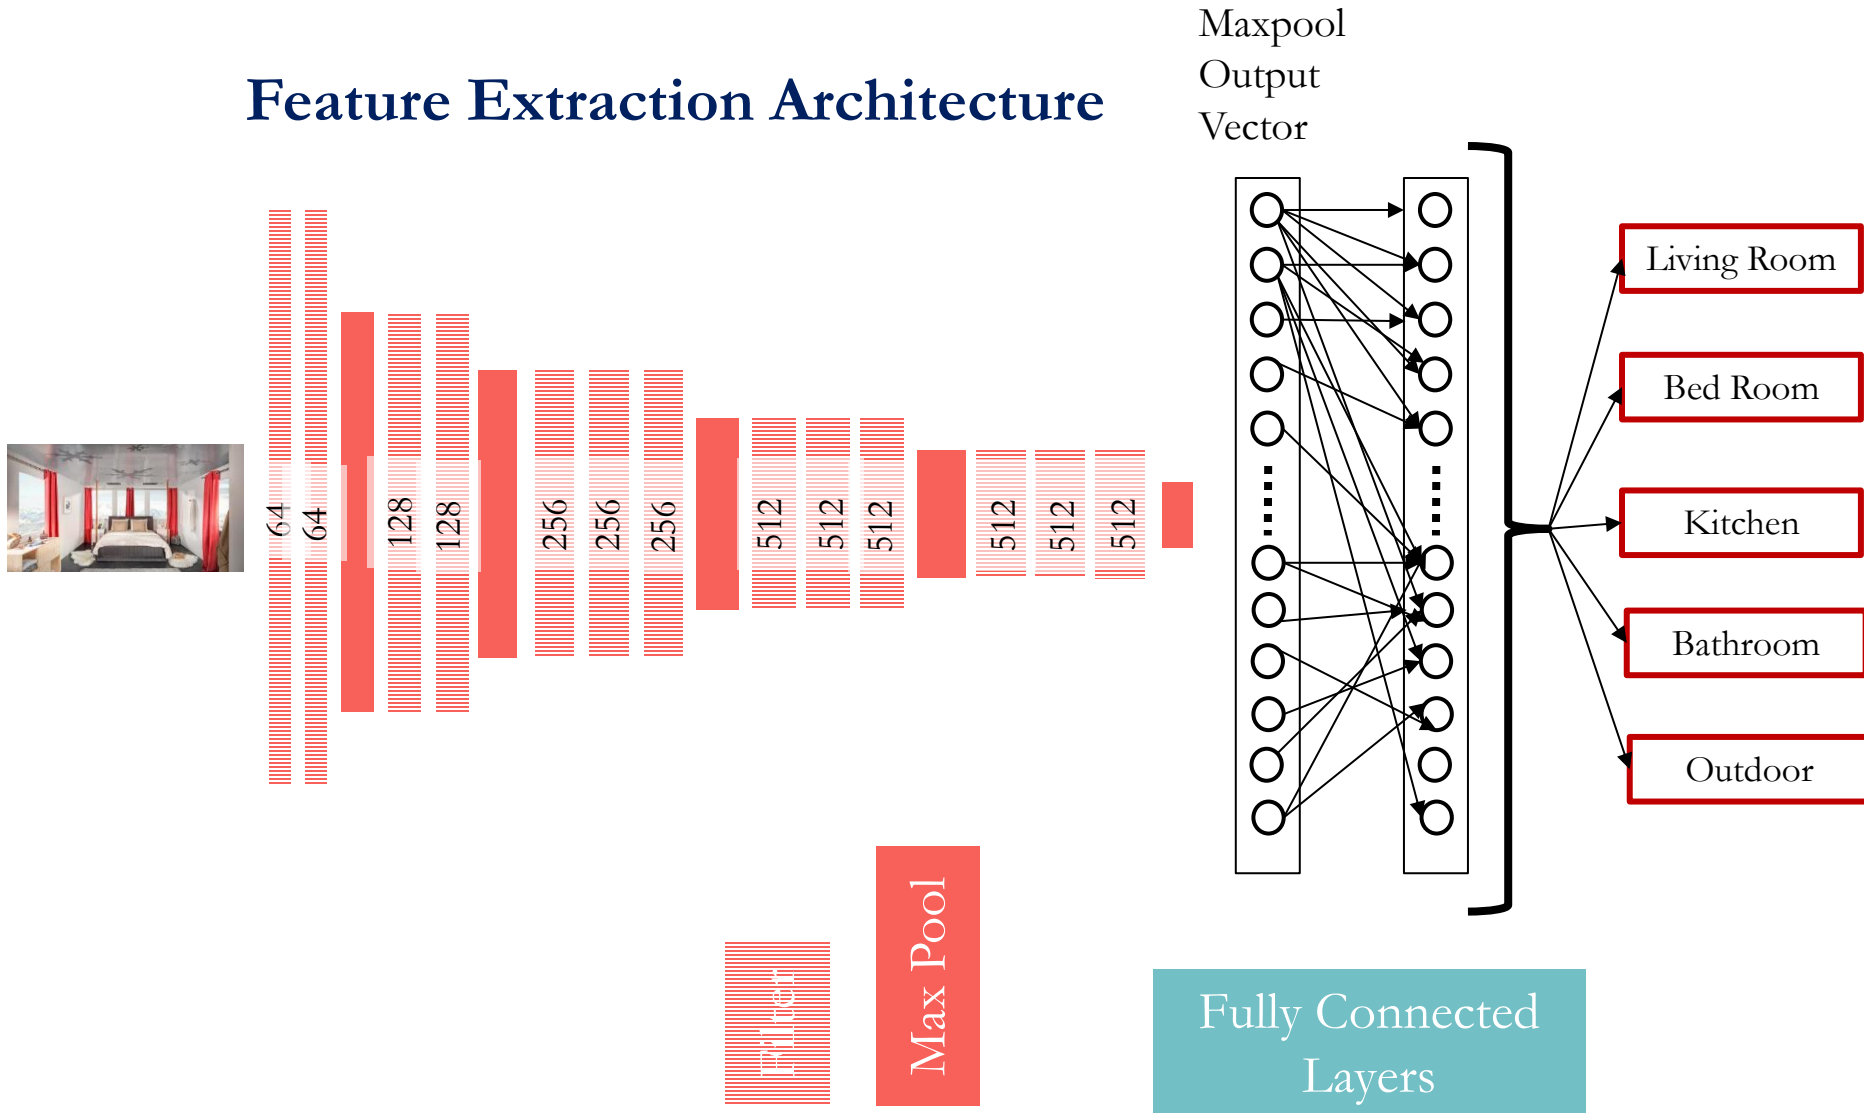 Maxpool
Output
Vector
Feature Extraction Architecture
64
64
128
128
256
256
256
512
512
512
512
512
512
Living Room
Bed Room
Kitchen
Bathroom
Outdoor
Filter
Max Pool
Fully Connected
Layers